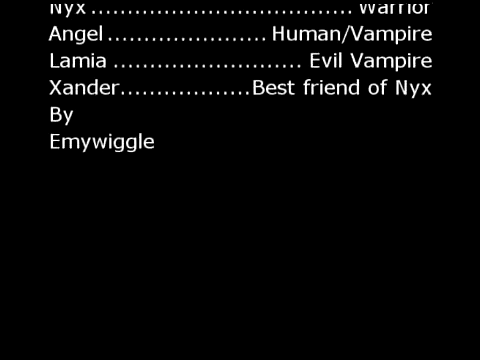 Nyx.................................... Warrior
Angel...................... Human/Vampire
Lamia .......................... Evil Vampire
Xander..................Best friend of Nyx
By
Emywiggle